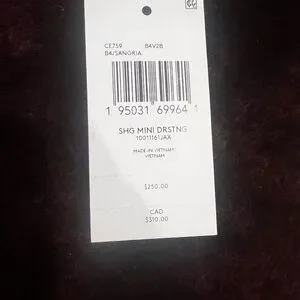 CE759 B4V2B
B4/SANGRIA
1 95031 69964 1
SHG MINI DRSTNG
10011161JAX
MADE IN VIETNAM
VIETNAM
$250.00
CAD
$310.00